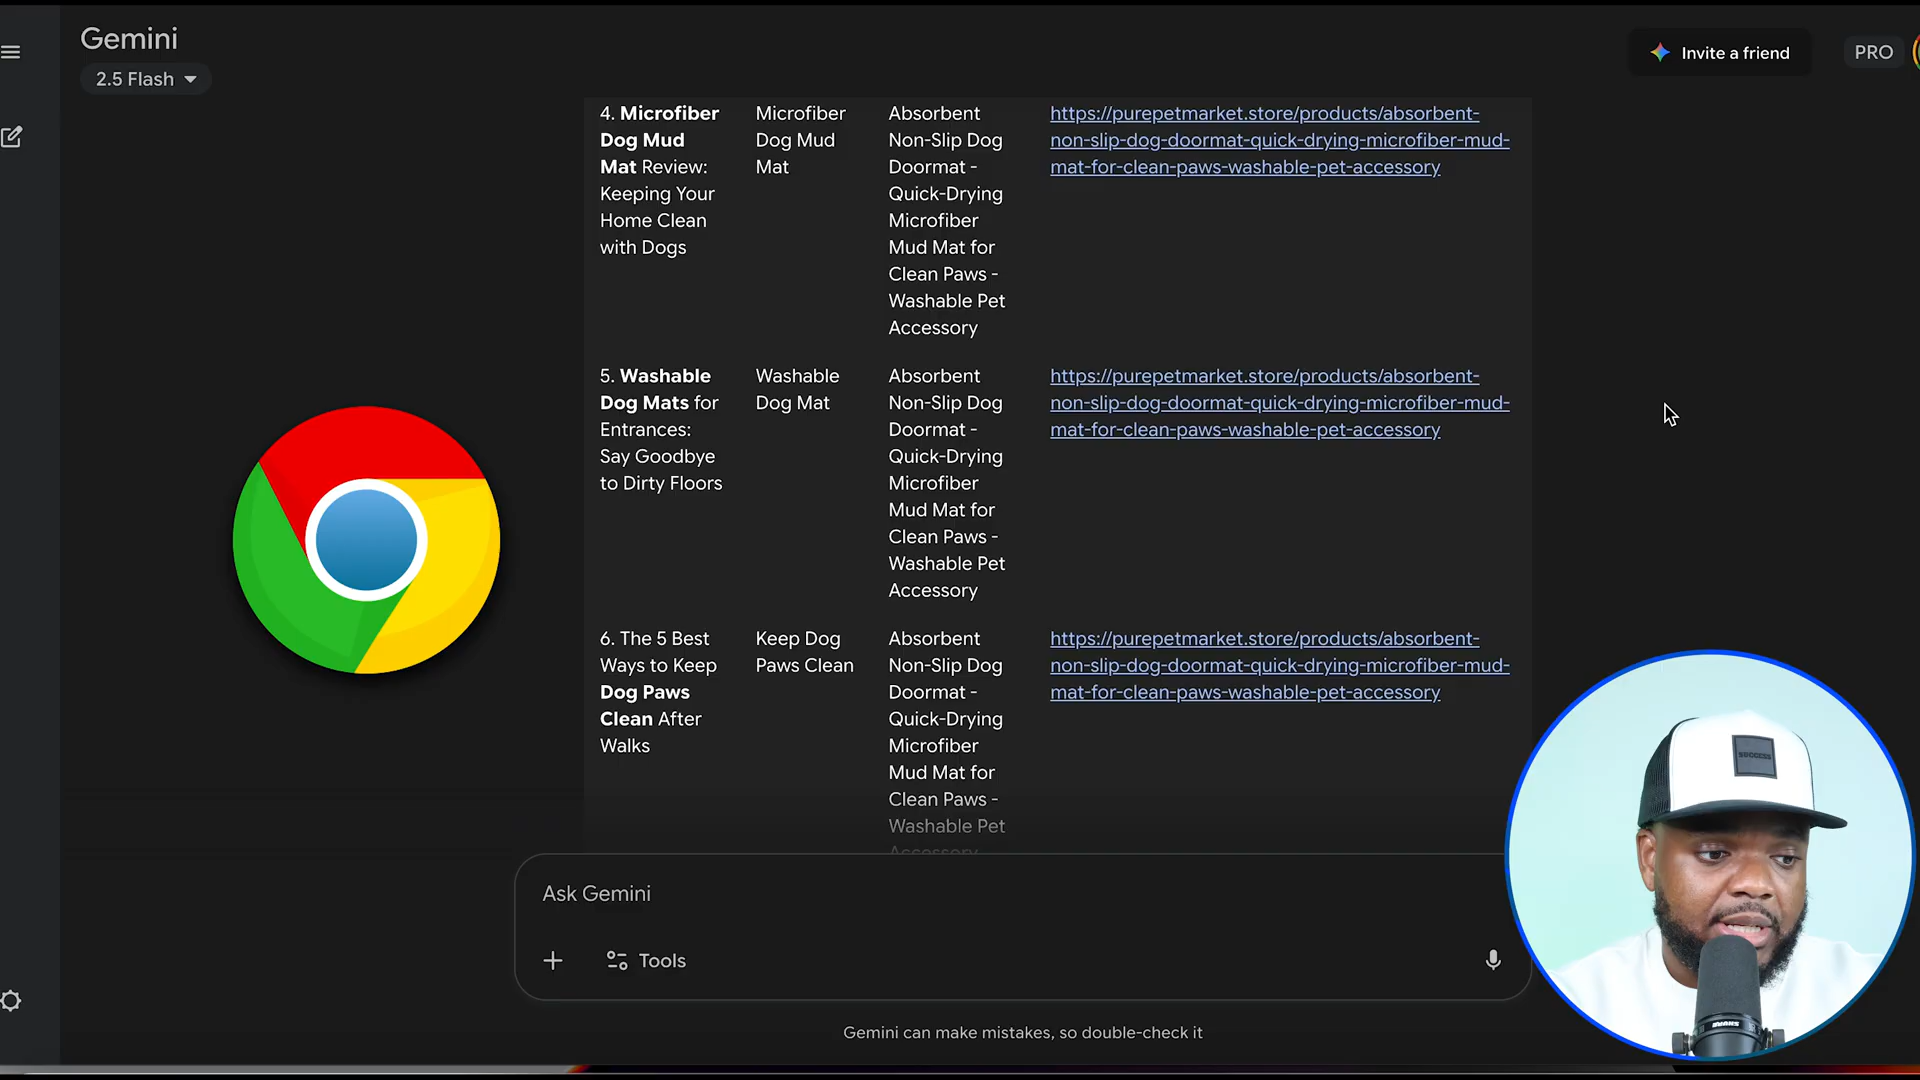 Gemini
2.5 Flash
Invite a friend
PRO
4. Microfiber
Dog Mud
Mat Review:
Keeping Your
Home Clean
with Dogs
Microfiber
Dog Mud
Mat
Absorbent
Non-Slip Dog
Doormat -
Quick-Drying
Microfiber
Mud Mat for
Clean Paws -
Washable Pet
Accessory
https://purepetmarket.store/products/absorbent-
non-slip-dog-doormat-quick-drying-microfiber-mud-
mat-for-clean-paws-washable-pet-accessory
5. Washable
Dog Mats for
Entrances:
Say Goodbye
to Dirty Floors
Washable
Dog Mat
Absorbent
Non-Slip Dog
Doormat -
Quick-Drying
Microfiber
Mud Mat for
Clean Paws -
Washable Pet
Accessory
https://purepetmarket.store/products/absorbent-
non-slip-dog-doormat-quick-drying-microfiber-mud-
mat-for-clean-paws-washable-pet-accessory
6. The 5 Best
Ways to Keep
Dog Paws
Clean After
Walks
Keep Dog
Paws Clean
Absorbent
Non-Slip Dog
Doormat -
Quick-Drying
Microfiber
Mud Mat for
Clean Paws -
Washable Pet
Accessory
https://purepetmarket.store/products/absorbent-
non-slip-dog-doormat-quick-drying-microfiber-mud-
mat-for-clean-paws-washable-pet-accessory
Ask Gemini
Tools
Gemini can make mistakes, so double-check it
SUCCESS
SHURE